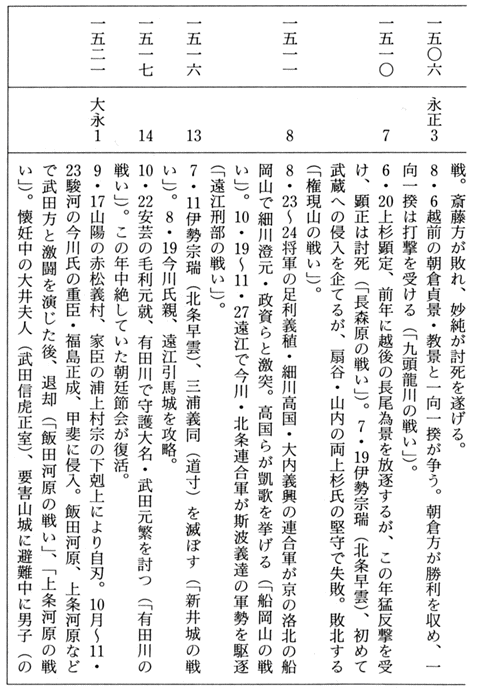 戦。斎藤方が敗れ、妙純が討死を遂げる。
一五〇六
永正3
8・6越前の朝倉貞景・教景と一向一揆が争う。朝倉方が勝利を収め、一
向一揆は打撃を受ける(「九頭龍川の戦い」)。
一五一〇
7
6・20上杉顕定、前年に越後の長尾為景を放逐するが、この年猛反撃を受
け、顕定は討死(「長森原の戦い」)。7・19伊勢宗瑞(北条早雲)、初めて
武蔵への侵入を企てるが、扇谷・山内の両上杉氏の堅守で失敗。敗北する
(「権現山の戦い」)。
一五一一
8
8・23〜24将軍の足利義稙・細川高国・大内義興の連合軍が京の洛北の船
岡山で細川澄元・政賢らと激突。高国らが凱歌を挙げる(「船岡山の戦
い」)。10・19〜11・27遠江で今川・北条連合軍が斯波義達の軍勢を駆逐
(「遠江刑部の戦い」)。
一五一六
13
7・11伊勢宗瑞(北条早雲)、三浦義同(道寸)を滅ぼす(「新井城の戦
い」)。8・19今川氏親、遠江引馬城を攻略。
一五一七
14
10・22安芸の毛利元就、有田川で守護大名・武田元繁を討つ(「有田川の
戦い」)。この年中絶していた朝廷節会が復活。
一五二一
大永1
9・17山陽の赤松義村、家臣の浦上村宗の下剋上により自刃。10月〜11・
23駿河の今川氏の重臣・福島正成、甲斐に侵入。飯田河原、上条河原など
で武田方と激闘を演じた後、退却(「飯田河原の戦い」、「上条河原の戦
い」)。懐妊中の大井夫人(武田信虎正室)、要害山城に避難中に男子(の